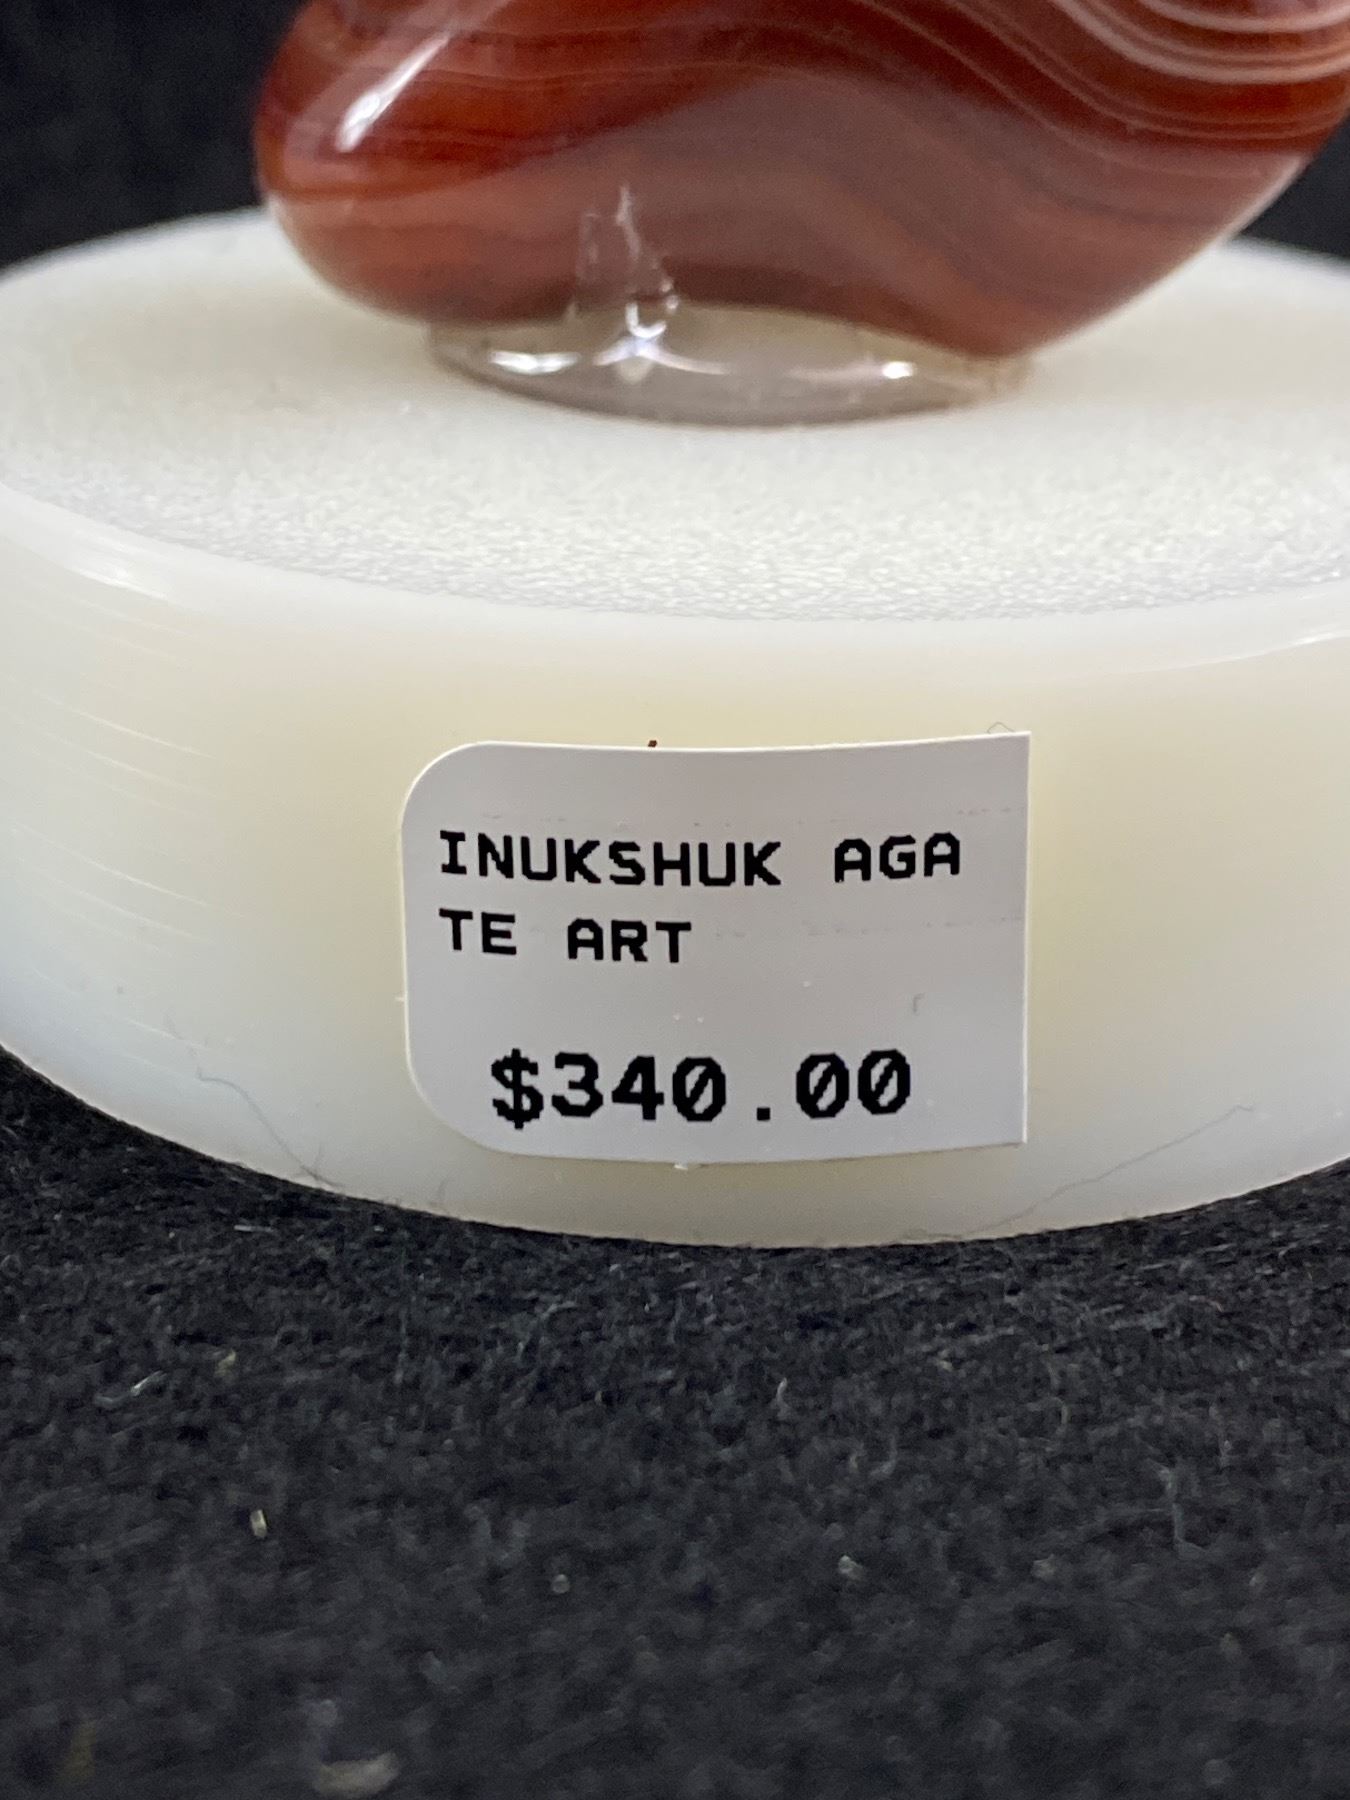 INUKSHUK AGA
TE ART
$340.00